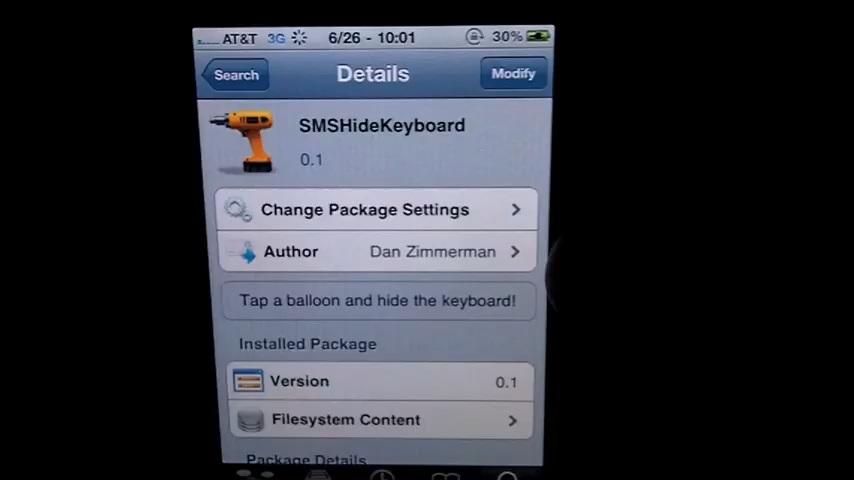 AT&T 3G 6/26 - 10:01 30%
Search Details Modify
SMSHideKeyboard
0.1
Change Package Settings
Author Dan Zimmerman
Tap a balloon and hide the keyboard!
Installed Package
Version 0.1
Filesystem Content
Package Details